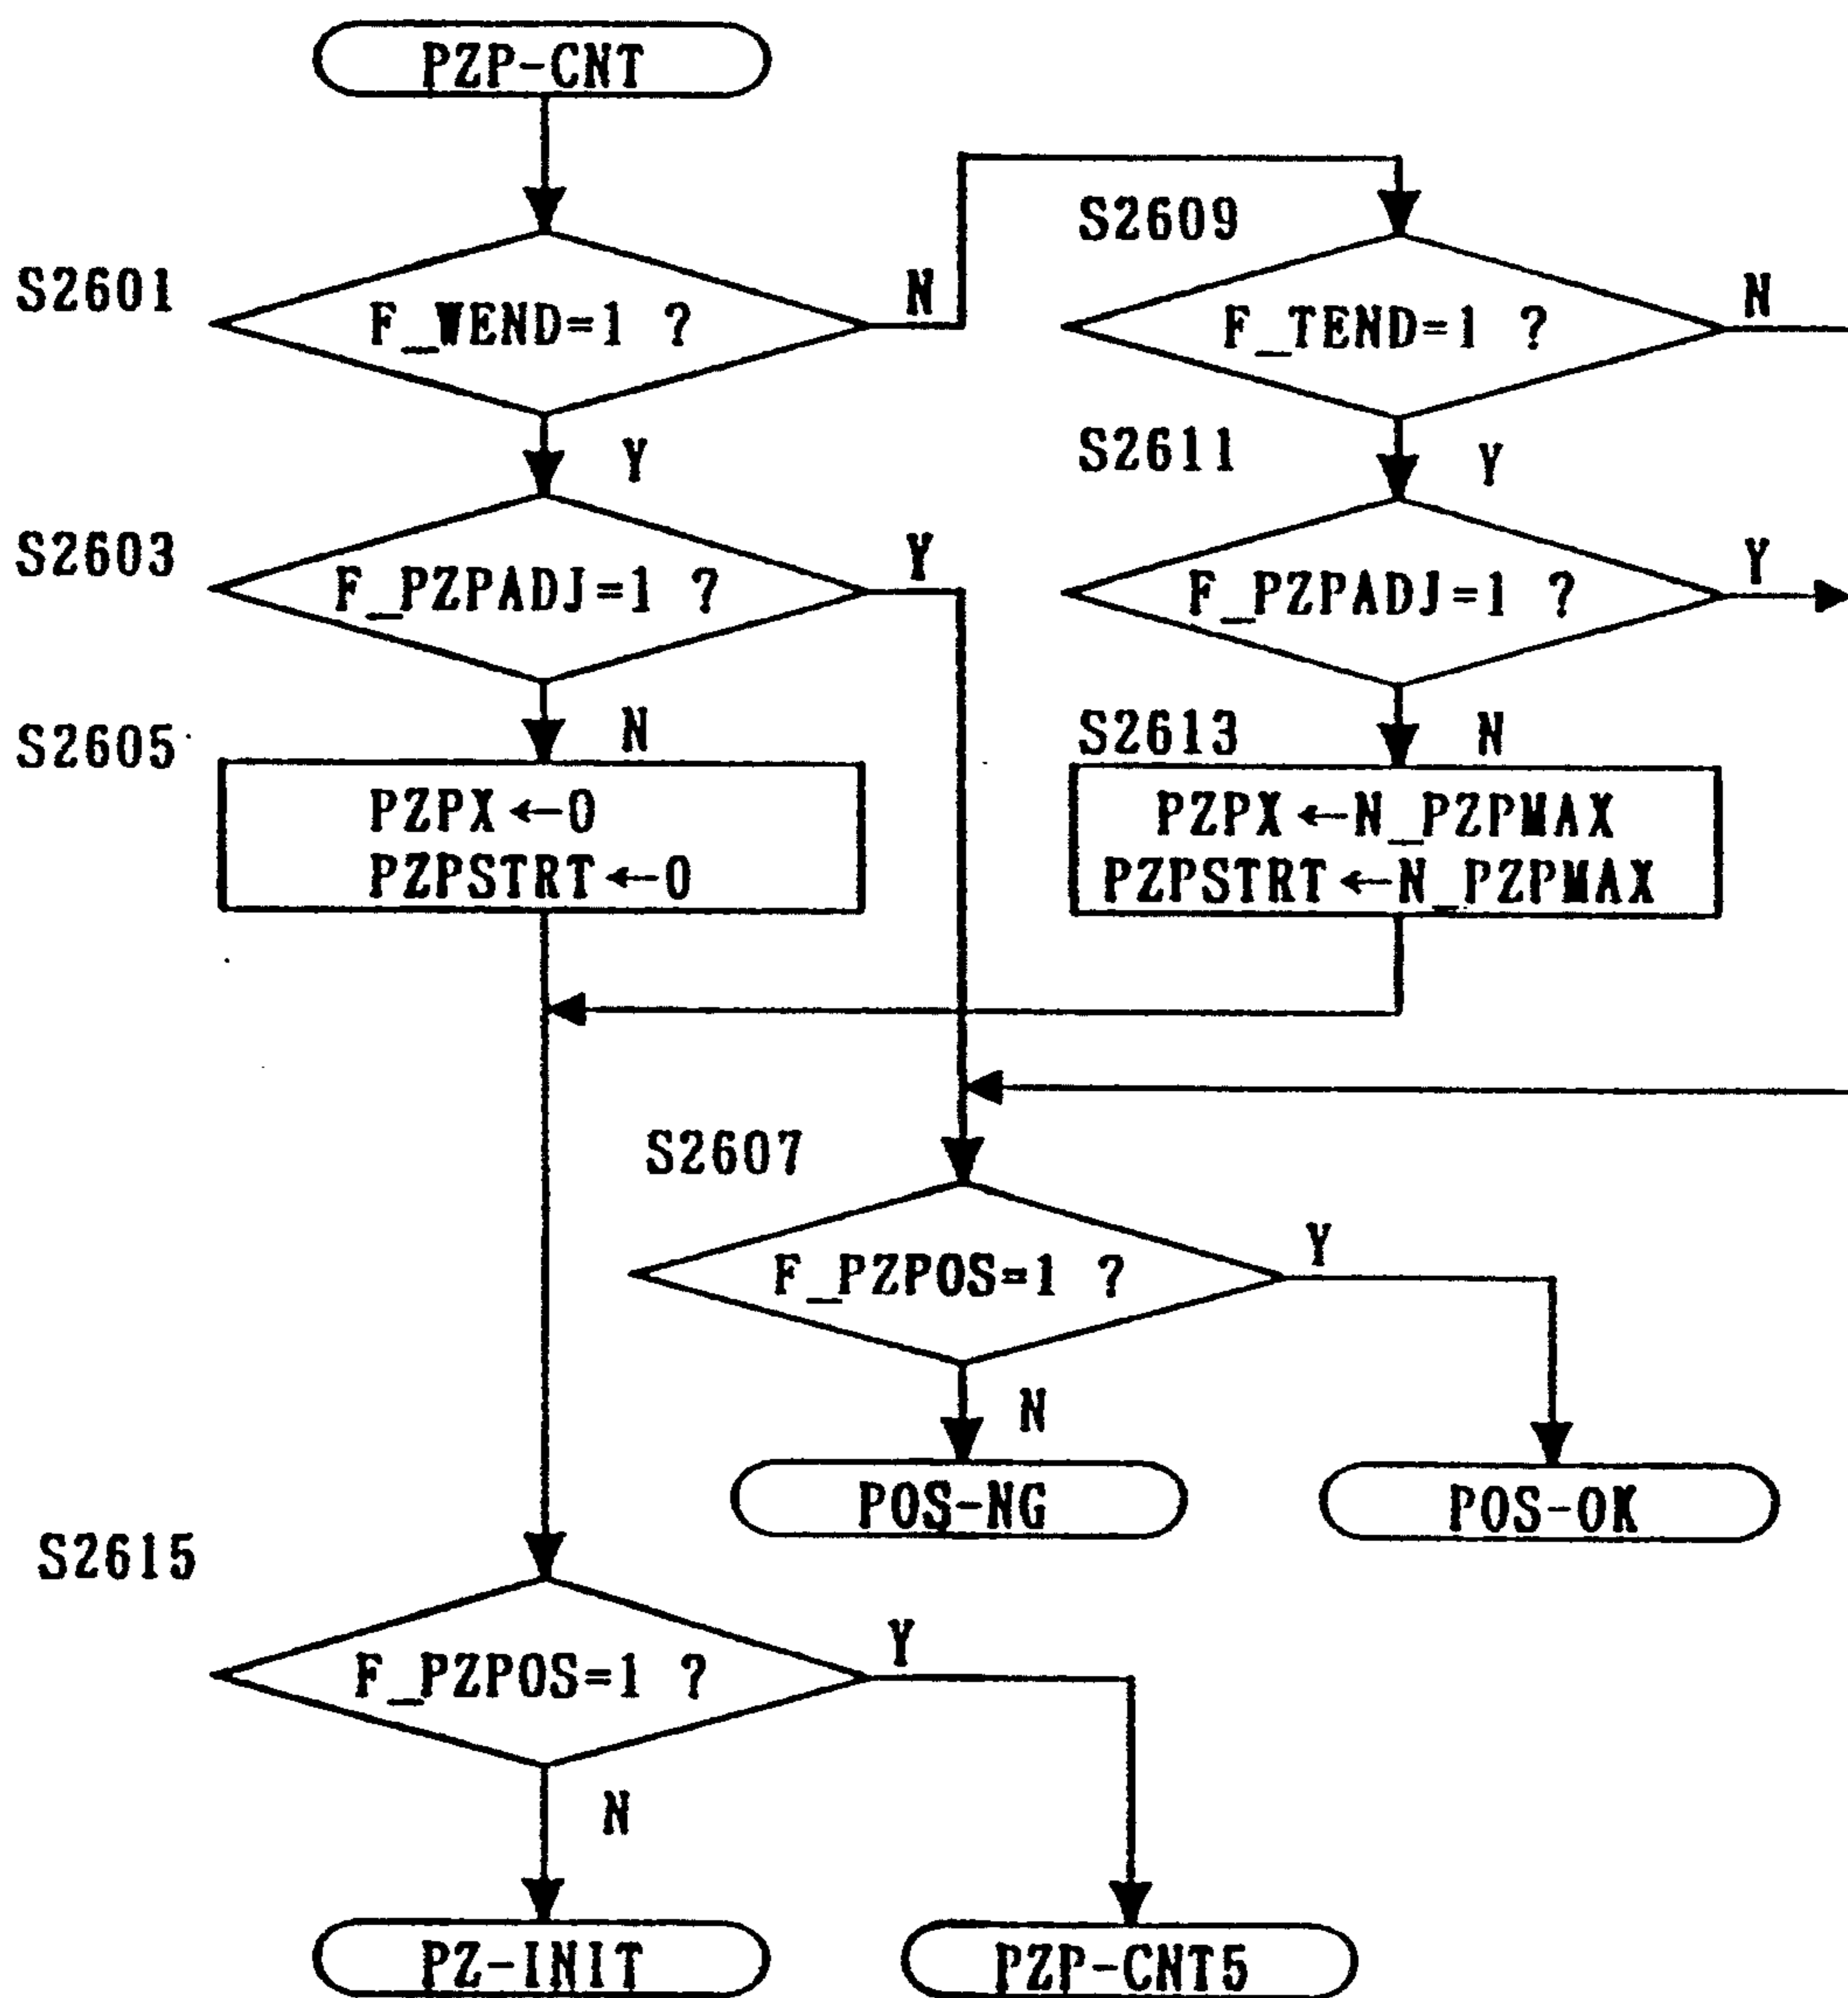 PZP-CNT
S2601
F_WEND=1 ?
N
Y
S2603
F_PZPADJ=1 ?
Y
N
S2605
PZPX←0
PZPSTRT←0
S2609
F_TEND=1 ?
N
Y
S2611
F_PZPADJ=1 ?
Y
N
S2613
PZPX←N_PZPMAX
PZPSTRT←N_PZPMAX
S2607
F_PZPOS=1 ?
Y
N
POS-NG
POS-OK
S2615
F_PZPOS=1 ?
Y
N
PZ-INIT
PZP-CNT5